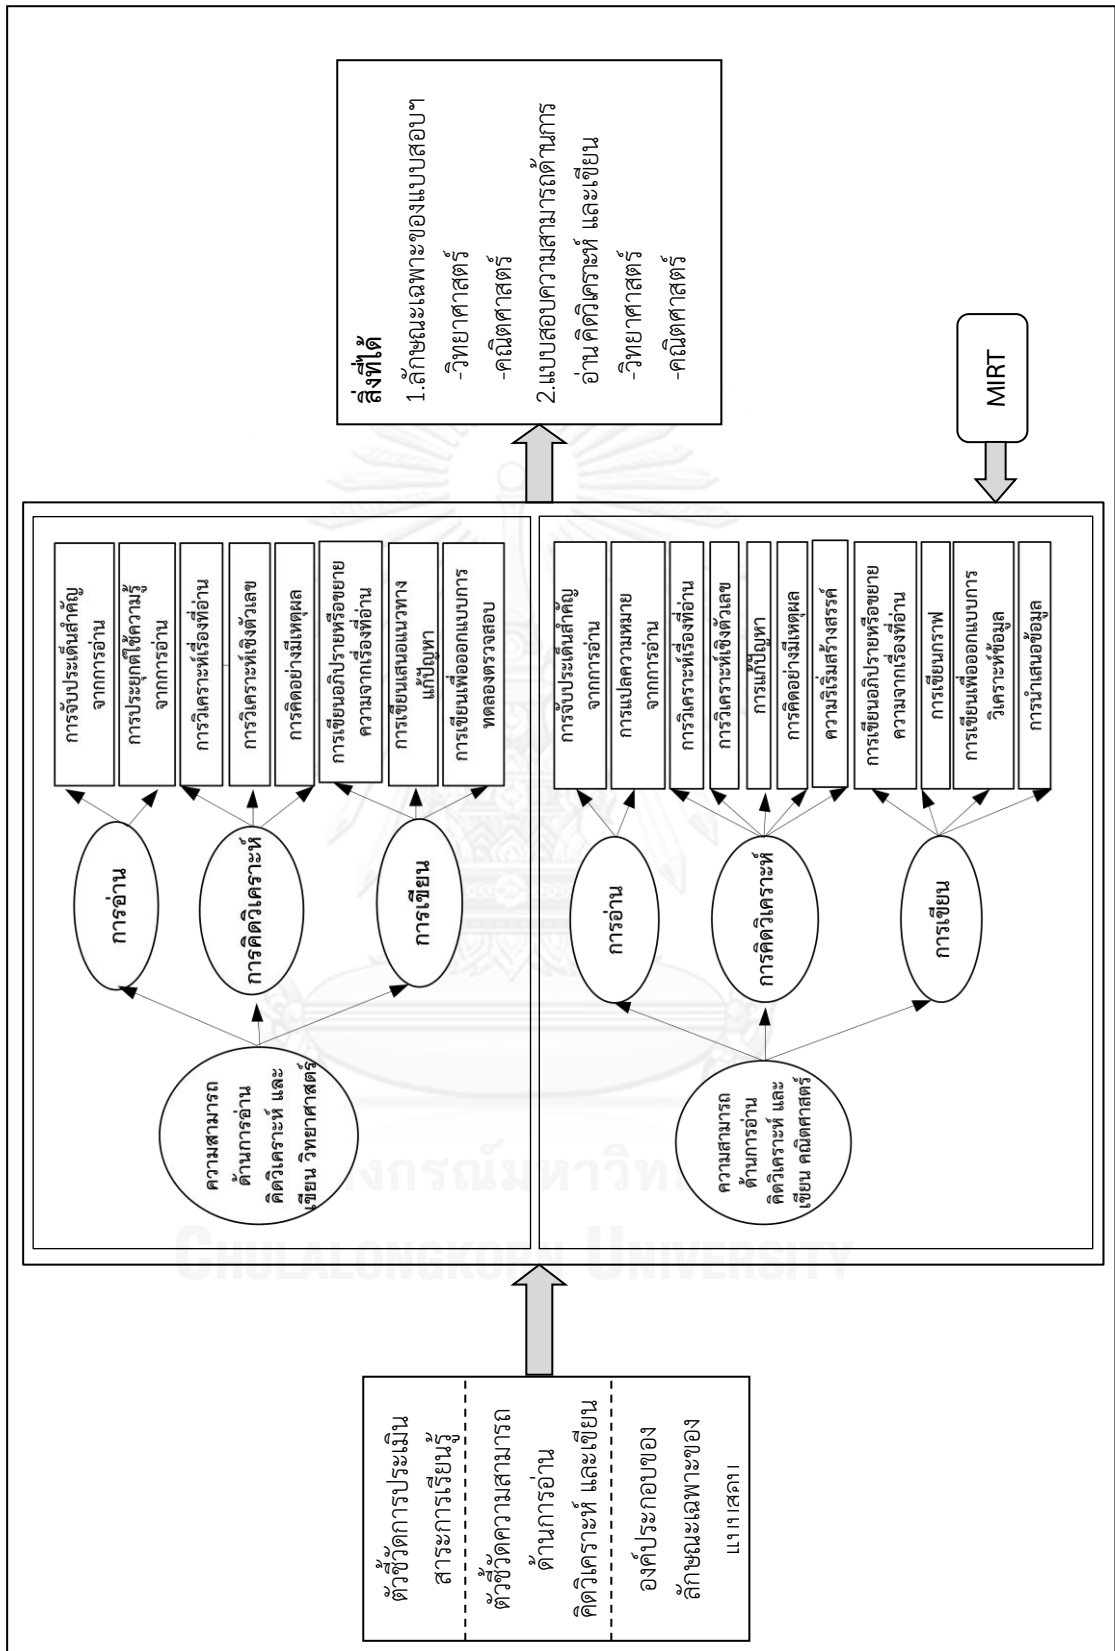 ตัวชี้วัดการประเมิน
สาระการเรียนรู้
ตัวชี้วัดความสามารถ
ด้านการอ่าน
คิดวิเคราะห์ และเขียน
องค์ประกอบของ
ลักษณะเฉพาะของ
แบบสอบ
ความสามารถ
ด้านการอ่าน
คิดวิเคราะห์ และ
เขียน วิทยาศาสตร์
การอ่าน
การคิดวิเคราะห์
การเขียน
การจับประเด็นสำคัญ
จากการอ่าน
การประยุกต์ใช้ความรู้
จากการอ่าน
การวิเคราะห์เรื่องที่อ่าน
การวิเคราะห์เชิงตัวเลข
การคิดอย่างมีเหตุผล
การเขียนอภิปรายหรือขยาย
ความจากเรื่องที่อ่าน
การเขียนเสนอแนวทาง
แก้ปัญหา
การเขียนเพื่อออกแบบการ
ทดลองตรวจสอบ
ความสามารถ
ด้านการอ่าน
คิดวิเคราะห์ และ
เขียน คณิตศาสตร์
การอ่าน
การคิดวิเคราะห์
การเขียน
การจับประเด็นสำคัญ
จากการอ่าน
การแปลความหมาย
จากการอ่าน
การวิเคราะห์เรื่องที่อ่าน
การวิเคราะห์เชิงตัวเลข
การแก้ปัญหา
การคิดอย่างมีเหตุผล
ความริเริ่มสร้างสรรค์
การเขียนอภิปรายหรือขยาย
ความจากเรื่องที่อ่าน
การเขียนกราฟ
การเขียนเพื่อออกแบบการ
วิเคราะห์ข้อมูล
การนำเสนอข้อมูล
สิ่งที่ได้
1.ลักษณะเฉพาะของแบบสอบฯ
-วิทยาศาสตร์
-คณิตศาสตร์
2.แบบสอบความสามารถด้านการ
อ่าน คิดวิเคราะห์ และเขียน
-วิทยาศาสตร์
-คณิตศาสตร์
MIRT
CHULALONGKORN UNIVERSITY